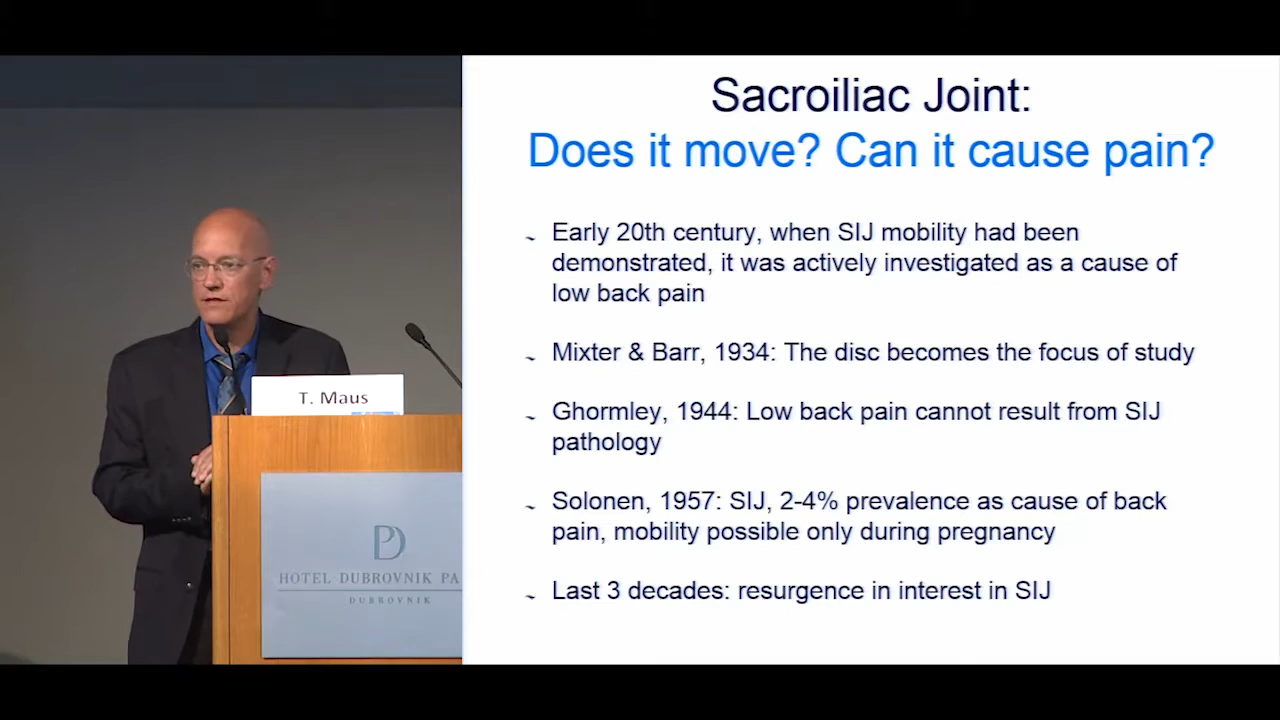 Sacroiliac Joint:
Does it move? Can it cause pain?
Early 20th century, when SIJ mobility had been
demonstrated, it was actively investigated as a cause of
low back pain
Mixter & Barr, 1934: The disc becomes the focus of study
Ghormley, 1944: Low back pain cannot result from SIJ
pathology
Solonen, 1957: SIJ, 2-4% prevalence as cause of back
pain, mobility possible only during pregnancy
Last 3 decades: resurgence in interest in SIJ
T. Maus
HOTEL DUBROVNIK PA
DUBROVNIK